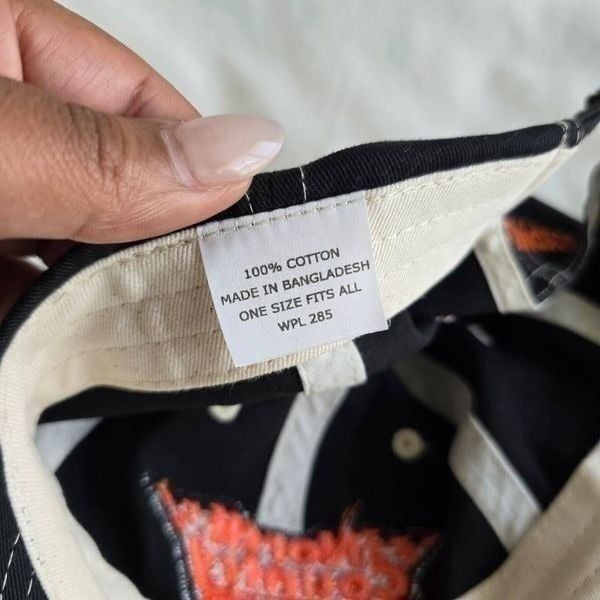 100% COTTON
MADE IN BANGLADESH
ONE SIZE FITS ALL
WPL 285